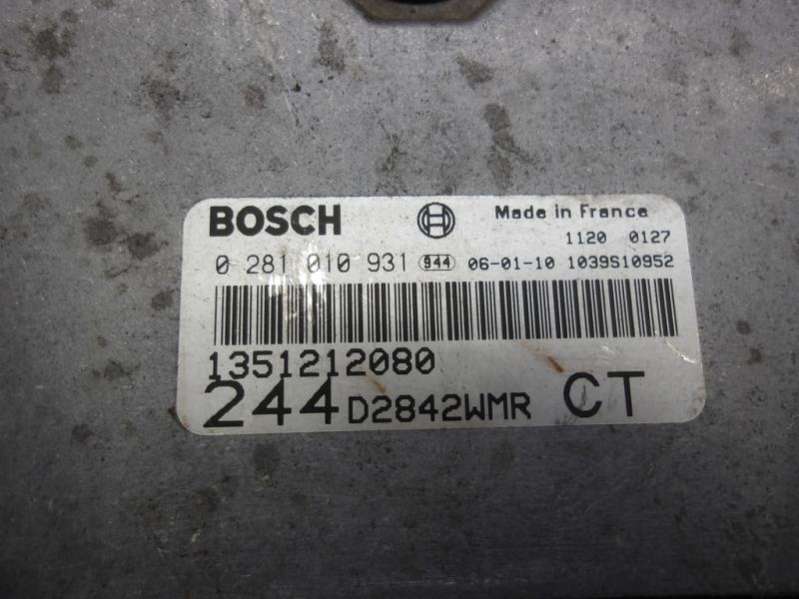 BOSCH Made in France
1120 0127
0 281 010 931 944 06-01-10 1039S10952
1351212080
244 D2842WMR CT